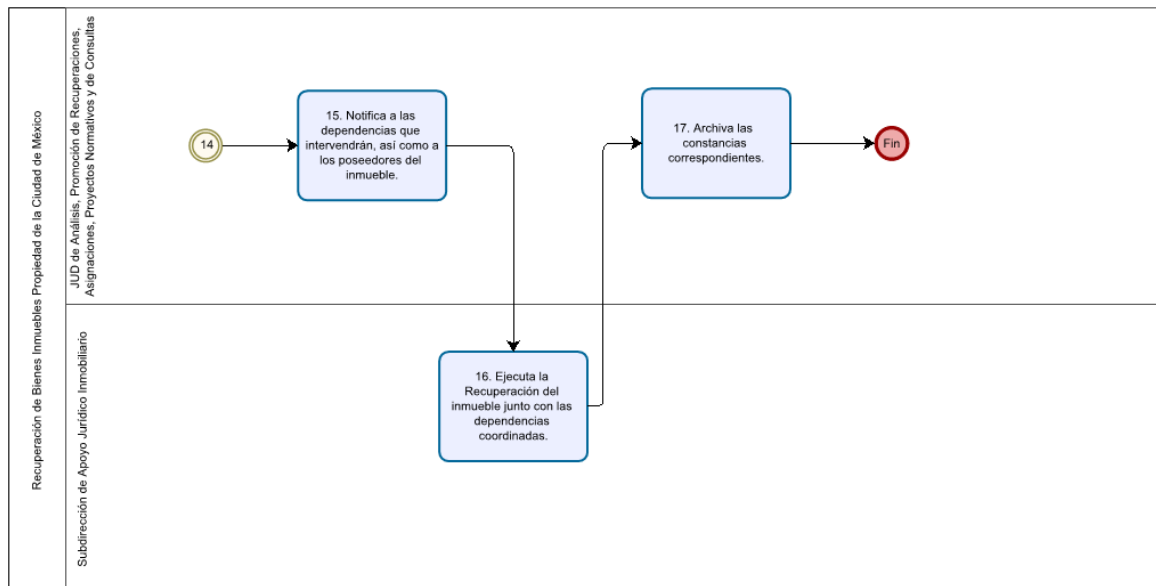 Recuperación de Bienes Inmuebles Propiedad de la Ciudad de México
JUD de Análisis, Promoción de Recuperaciones,
Asignaciones, Proyectos Normativos y de Consultas
14
15. Notifica a las
dependencias que
intervendrán, así como a
los poseedores del
inmueble.
17. Archiva las
constancias
correspondientes.
Fin
Subdirección de Apoyo Jurídico Inmobiliario
16. Ejecuta la
Recuperación del
inmueble junto con las
dependencias
coordinadas.